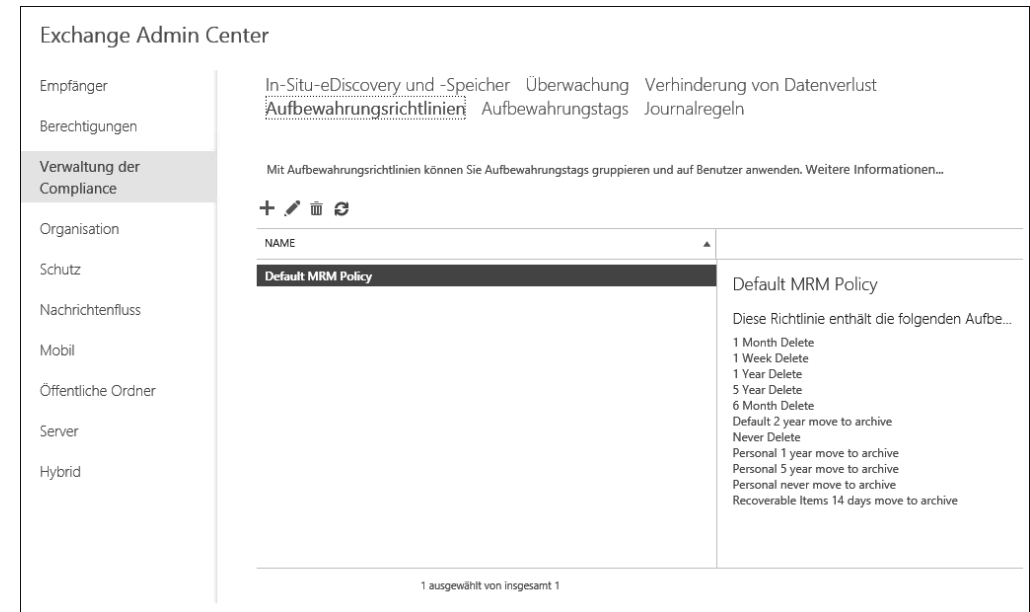 Exchange Admin Center
Empfänger
Berechtigungen
Verwaltung der
Compliance
Organisation
Schutz
Nachrichtenfluss
Mobil
Öffentliche Ordner
Server
Hybrid
In-Situ-eDiscovery und -Speicher Überwachung Verhinderung von Datenverlust
Aufbewahrungsrichtlinien Aufbewahrungstags Journalregeln
Mit Aufbewahrungsrichtlinien können Sie Aufbewahrungstags gruppieren und auf Benutzer anwenden. Weitere Informationen...
NAME
Default MRM Policy
1 ausgewählt von insgesamt 1
Default MRM Policy
Diese Richtlinie enthält die folgenden Aufbe...
1 Month Delete
1 Week Delete
1 Year Delete
5 Year Delete
6 Month Delete
Default 2 year move to archive
Never Delete
Personal 1 year move to archive
Personal 5 year move to archive
Personal never move to archive
Recoverable Items 14 days move to archive